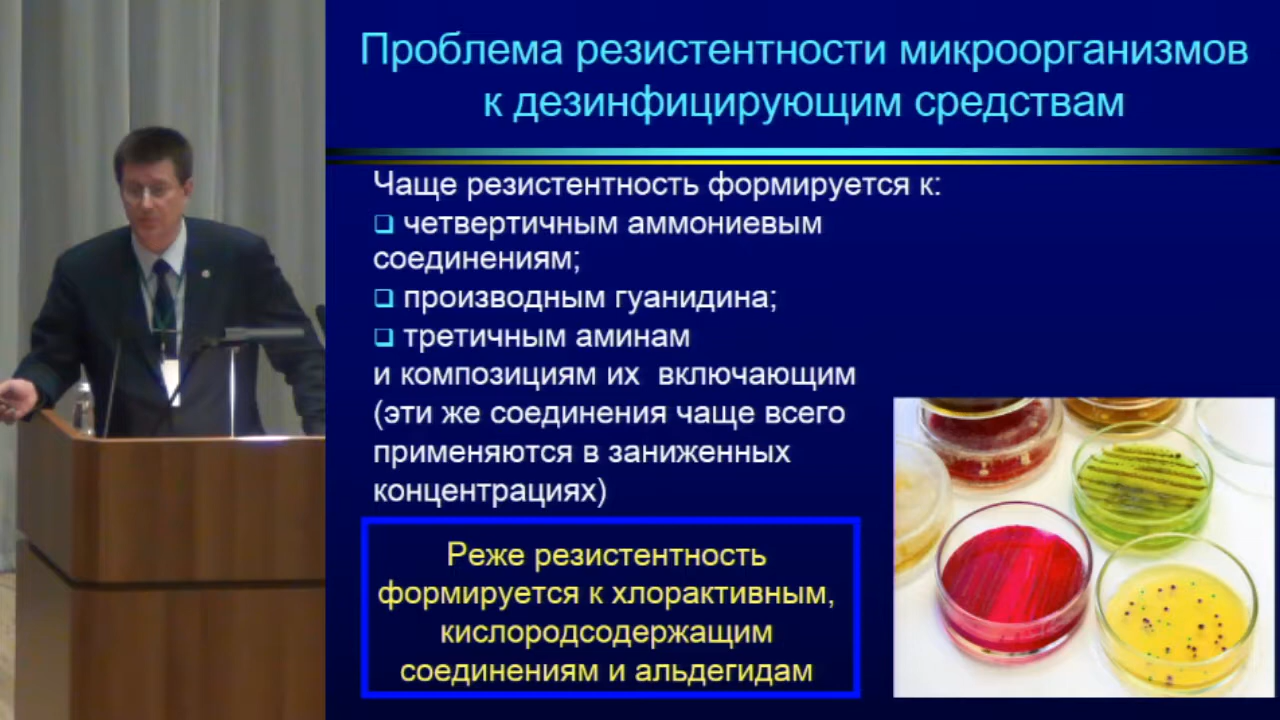 Проблема резистентности микроорганизмов
к дезинфицирующим средствам
Чаще резистентность формируется к:
четвертичным аммониевым
соединениям;
производным гуанидина;
третичным аминам
и композициям их  включающим
(эти же соединения чаще всего
применяются в заниженных
концентрациях)
Реже резистентность
формируется к хлорактивным,
кислородсодержащим
соединениям и альдегидам